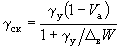 γск = γу(1 − Vа) / 1 + γу/ΔвW